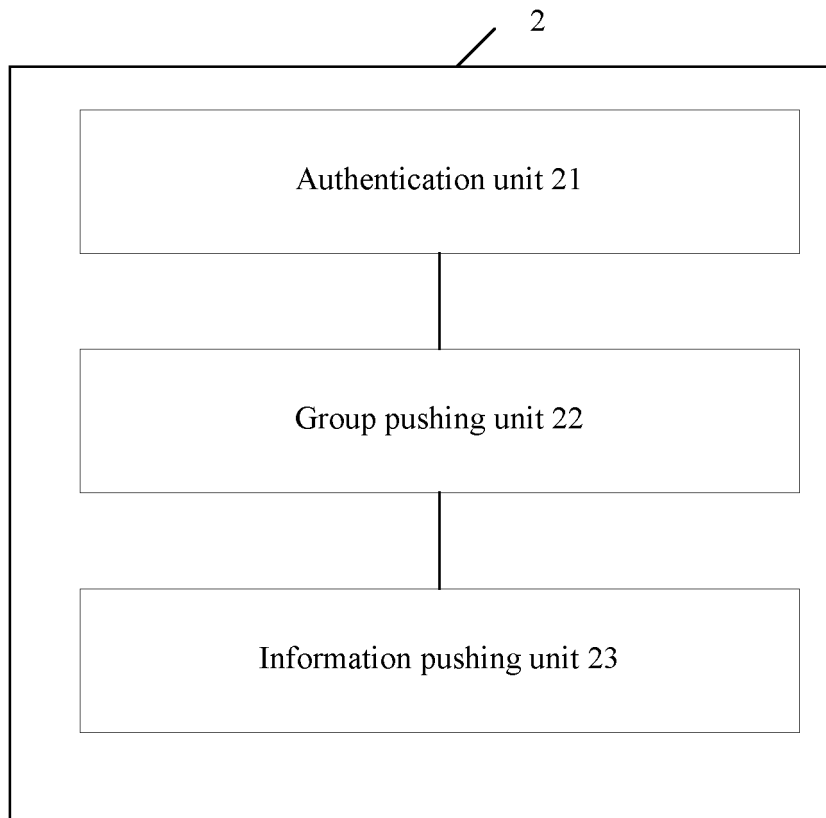 2
Authentication unit 21
Group pushing unit 22
Information pushing unit 23